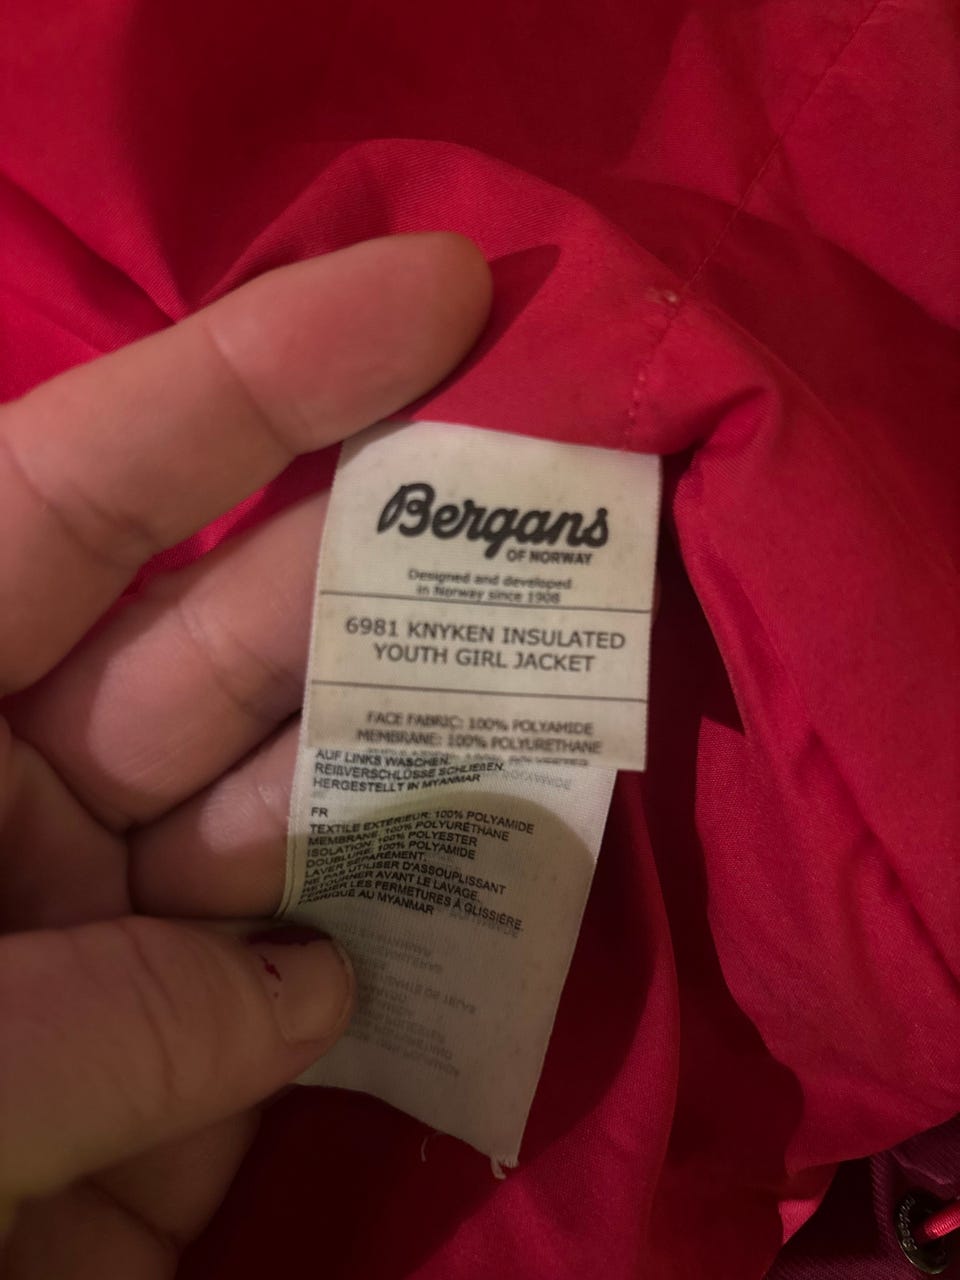 Bergans
OF NORWAY
Designed and developed
in Norway since 1908
6981 KNYKEN INSULATED
YOUTH GIRL JACKET
FACE FABRIC: 100% POLYAMIDE
MEMBRANE: 100% POLYURETHANE
AUF LINKS WASCHEN.
REIßVERSCHLÜSSE SCHLIEßEN.
HERGESTELLT IN MYANMAR
FR
TEXTILE EXTÉRIEUR: 100% POLYAMIDE
MEMBRANE: 100% POLYURÉTHANE
ISOLATION: 100% POLYESTER
DOUBLURE: 100% POLYAMIDE
LAVER SÉPARÉMENT.
NE PAS UTILISER D'ASSOUPLISSANT
RETOURNER AVANT LE LAVAGE.
FERMER LES FERMETURES À GLISSIÈRE.
FABRIQUÉ AU MYANMAR